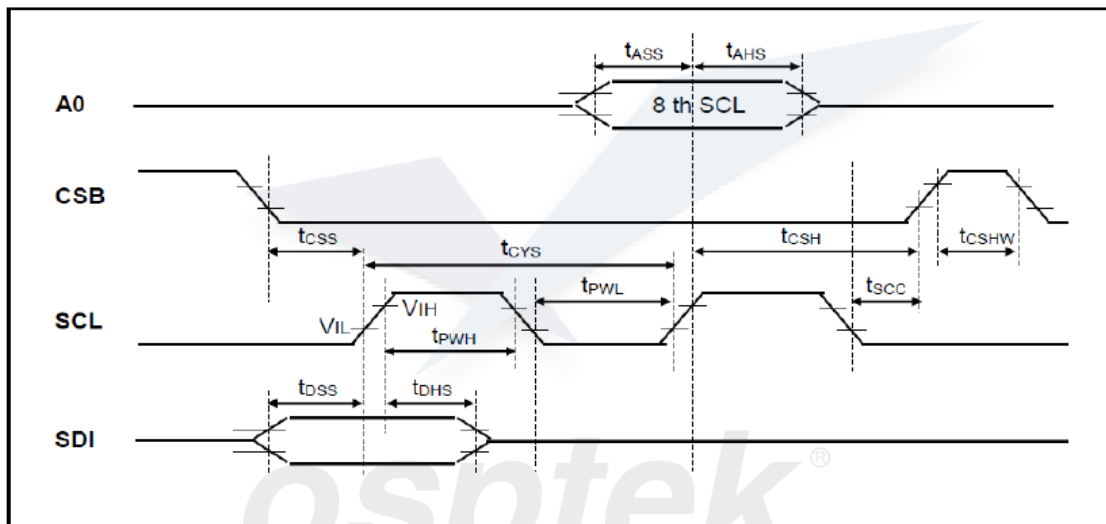 tASS tAHS
A0 8 th SCL
CSB
tCSS tCYS tCSH tCSHW
tPWL tSCC
SCL VIL VIH
tPWH
tDSS tDHS
SDI
osptek®